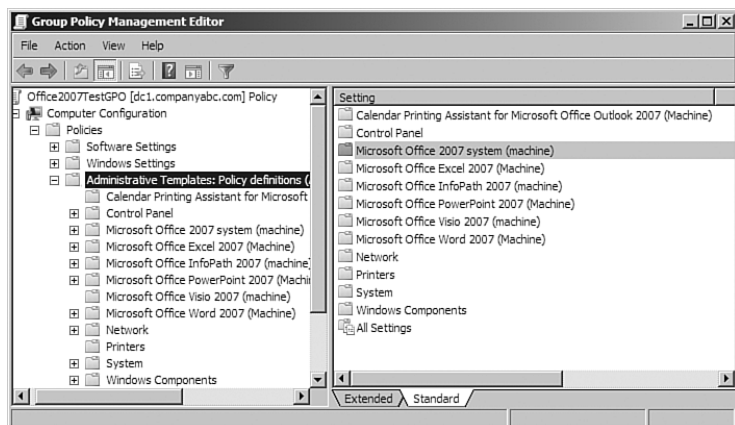 Group Policy Management Editor
File Action View Help
Office2007TestGPO [dc1.companyabc.com] Policy
Computer Configuration
Policies
Software Settings
Windows Settings
Administrative Templates: Policy definitions (
Calendar Printing Assistant for Microsoft
Control Panel
Microsoft Office 2007 system (machine)
Microsoft Office Excel 2007 (Machine)
Microsoft Office InfoPath 2007 (machine)
Microsoft Office PowerPoint 2007 (Machi
Microsoft Office Visio 2007 (machine)
Microsoft Office Word 2007 (Machine)
Network
Printers
System
Windows Components
Setting
Calendar Printing Assistant for Microsoft Office Outlook 2007 (Machine)
Control Panel
Microsoft Office 2007 system (machine)
Microsoft Office Excel 2007 (Machine)
Microsoft Office InfoPath 2007 (machine)
Microsoft Office PowerPoint 2007 (Machine)
Microsoft Office Visio 2007 (machine)
Microsoft Office Word 2007 (Machine)
Network
Printers
System
Windows Components
All Settings
Extended Standard